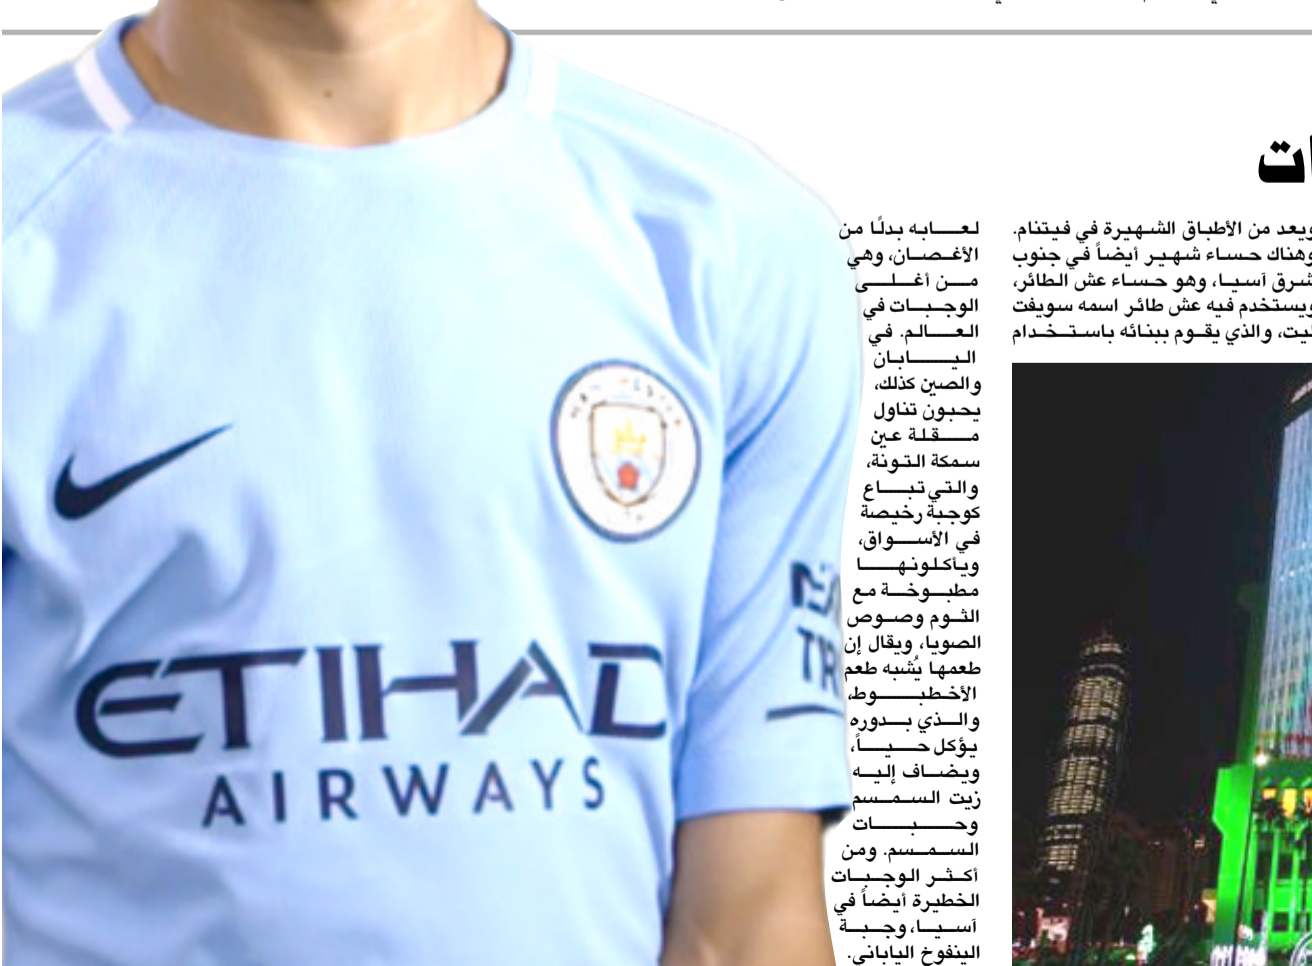 ات
ويعد من الأطباق الشهيرة في فيتنام.
وهناك حساء شهير أيضاً في جنوب
شرق آسيا، وهو حساء عش الطائر،
ويستخدم فيه عش طائر اسمه سويفت
ليت، والذي يقوم ببنائه باستخدام
لعابه بدلًا من
الأغصان، وهي
من أغلى
الوجبات في
العالم. في
اليابان
والصين كذلك،
يحبون تناول
مقلة عين
سمكة التونة،
والتي تباع
كوجبة رخيصة
في الأسواق،
ويأكلونها
مطبوخة مع
الثوم وصوص
الصويا، ويقال إن
طعمها يُشبه طعم
الأخطبوط،
والذي بدوره
يؤكل حياً،
ويضاف إليه
زيت السمسم
وحبات
السمسم. ومن
أكثر الوجبات
الخطيرة أيضاً في
آسيا، وجبة
الينفوخ الياباني.
ETIHAD
AIRWAYS